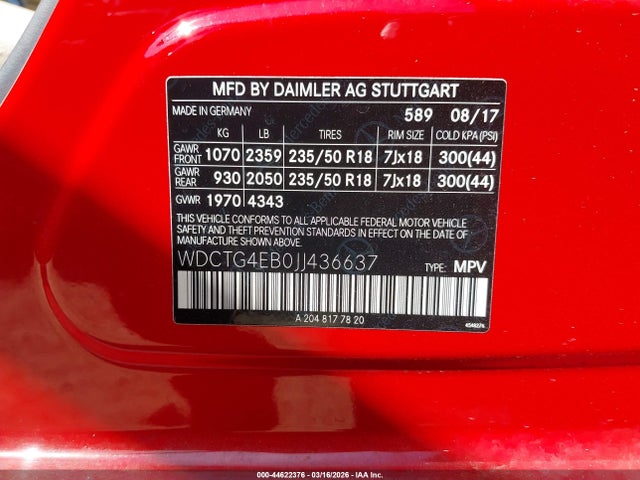 MFD BY DAIMLER AG STUTTGART
MADE IN GERMANY 589 08/17
KG LB TIRES RIM SIZE COLD KPA (PSI)
GAWR FRONT 1070 2359 235/50 R18 7Jx18 300(44)
GAWR REAR 930 2050 235/50 R18 7Jx18 300(44)
GVWR 1970 4343
THIS VEHICLE CONFORMS TO ALL APPLICABLE FEDERAL MOTOR VEHICLE
SAFETY AND THEFT PREVENTION STANDARDS IN EFFECT ON THE DATE
OF MANUFACTURE SHOWN ABOVE.
WDCTG4EB0JJ436637 TYPE: MPV
A 204 817 78 20
000-44622376 - 03/16/2026 - IAA Inc.